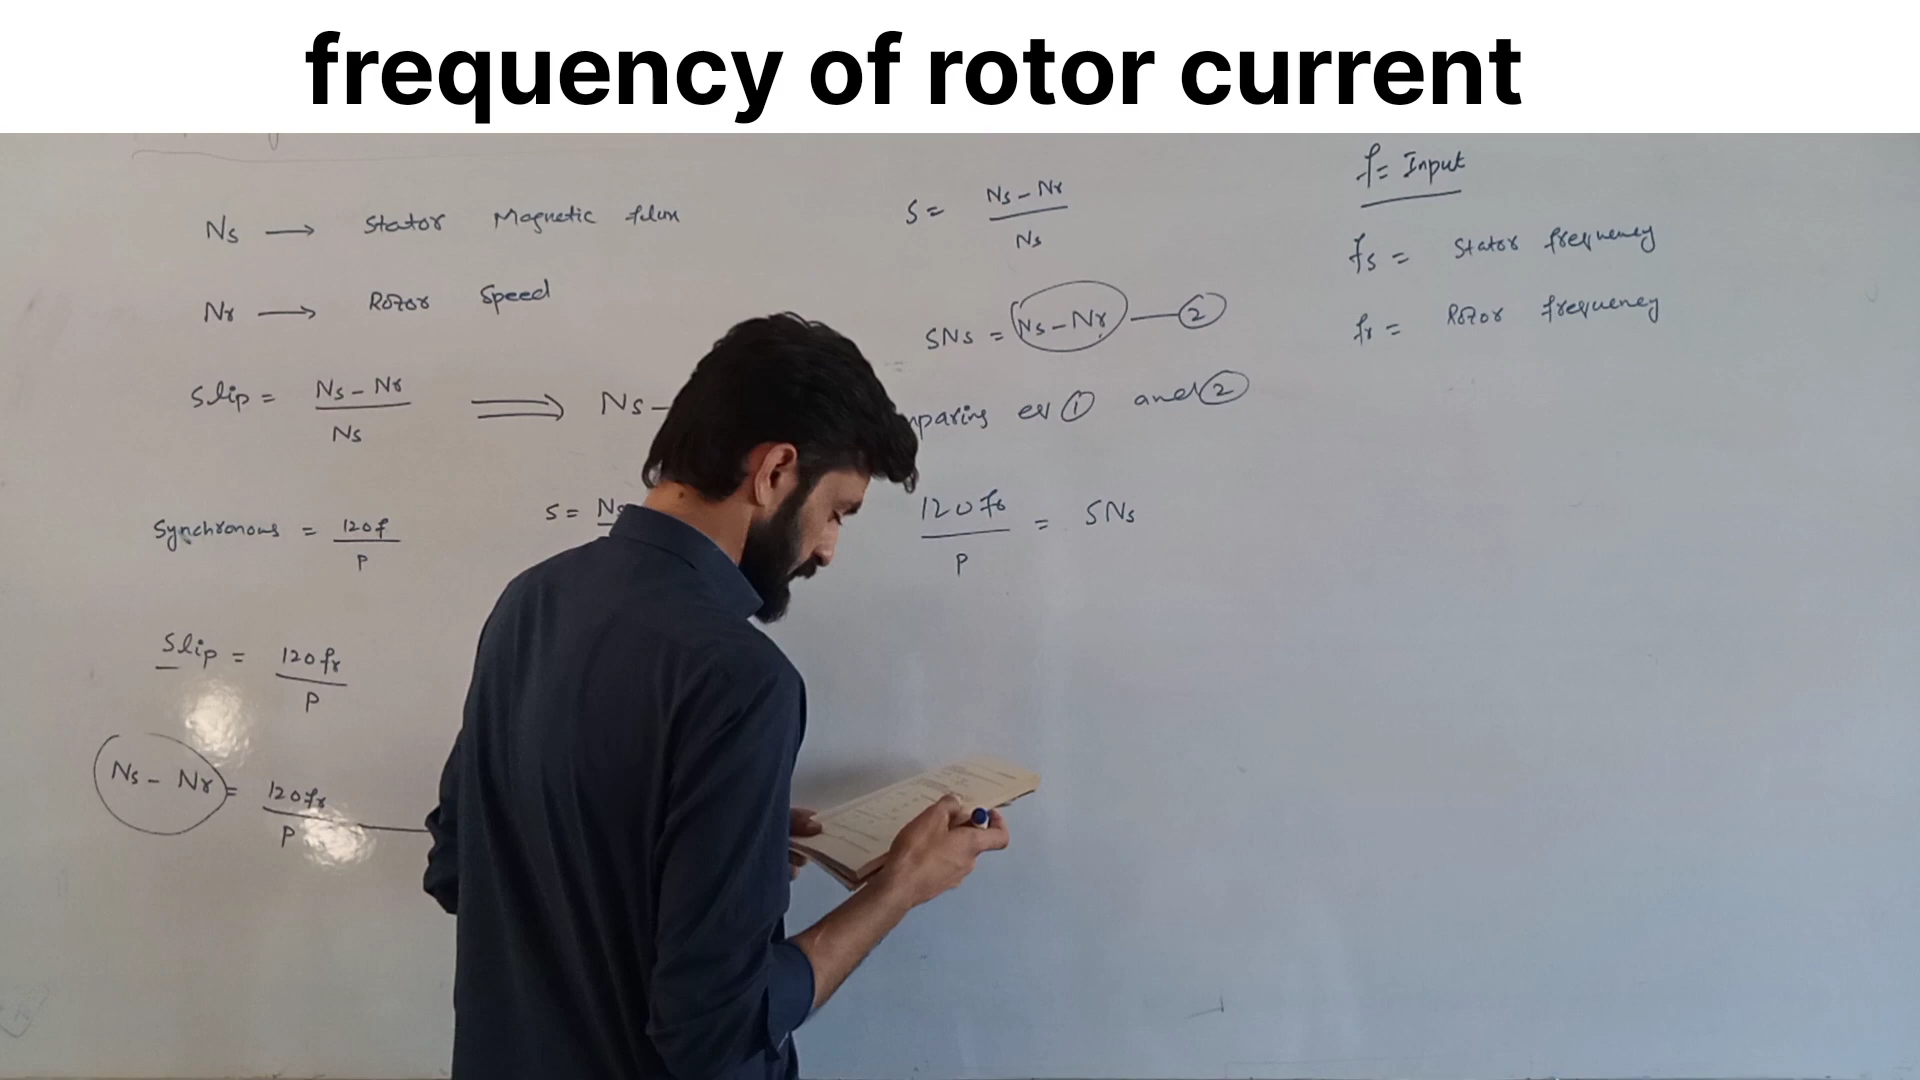 frequency of rotor current
Ns → Stator Magnetic flux
Nr → Rotor Speed
Slip = Ns - Nr / Ns ⇒ Ns -
Synchronous = 120f / P
S = Ns
Slip = 120fr / P
Ns - Nr = 120fr / P
S = Ns - Nr / Ns
SNs = Ns - Nr — 2
mparing eq 1 and 2
120fr / P = SNs
f = Input
fs = Stator frequency
fr = Rotor frequency